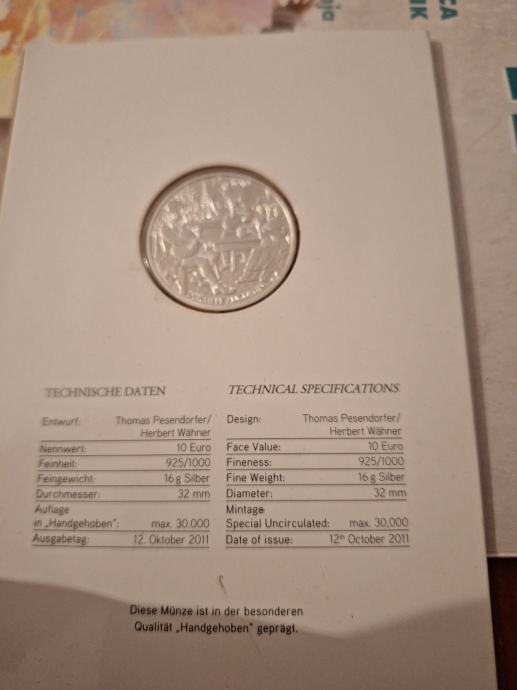 ja
CA
IK
TECHNISCHE DATEN
Entwurf: Thomas Pesendorfer/
Herbert Wähner
Nennwert: 10 Euro
Feinheit: 925/1000
Feingewicht: 16 g Silber
Durchmesser: 32 mm
Auflage
in „Handgehoben“: max. 30.000
Ausgabetag: 12. Oktober 2011
TECHNICAL SPECIFICATIONS
Design: Thomas Pesendorfer/
Herbert Wähner
Face Value: 10 Euro
Fineness: 925/1000
Fine Weight: 16 g Silber
Diameter: 32 mm
Mintage
Special Uncirculated: max. 30,000
Date of issue: 12th October 2011
Diese Münze ist in der besonderen
Qualität „Handgehoben“ geprägt.